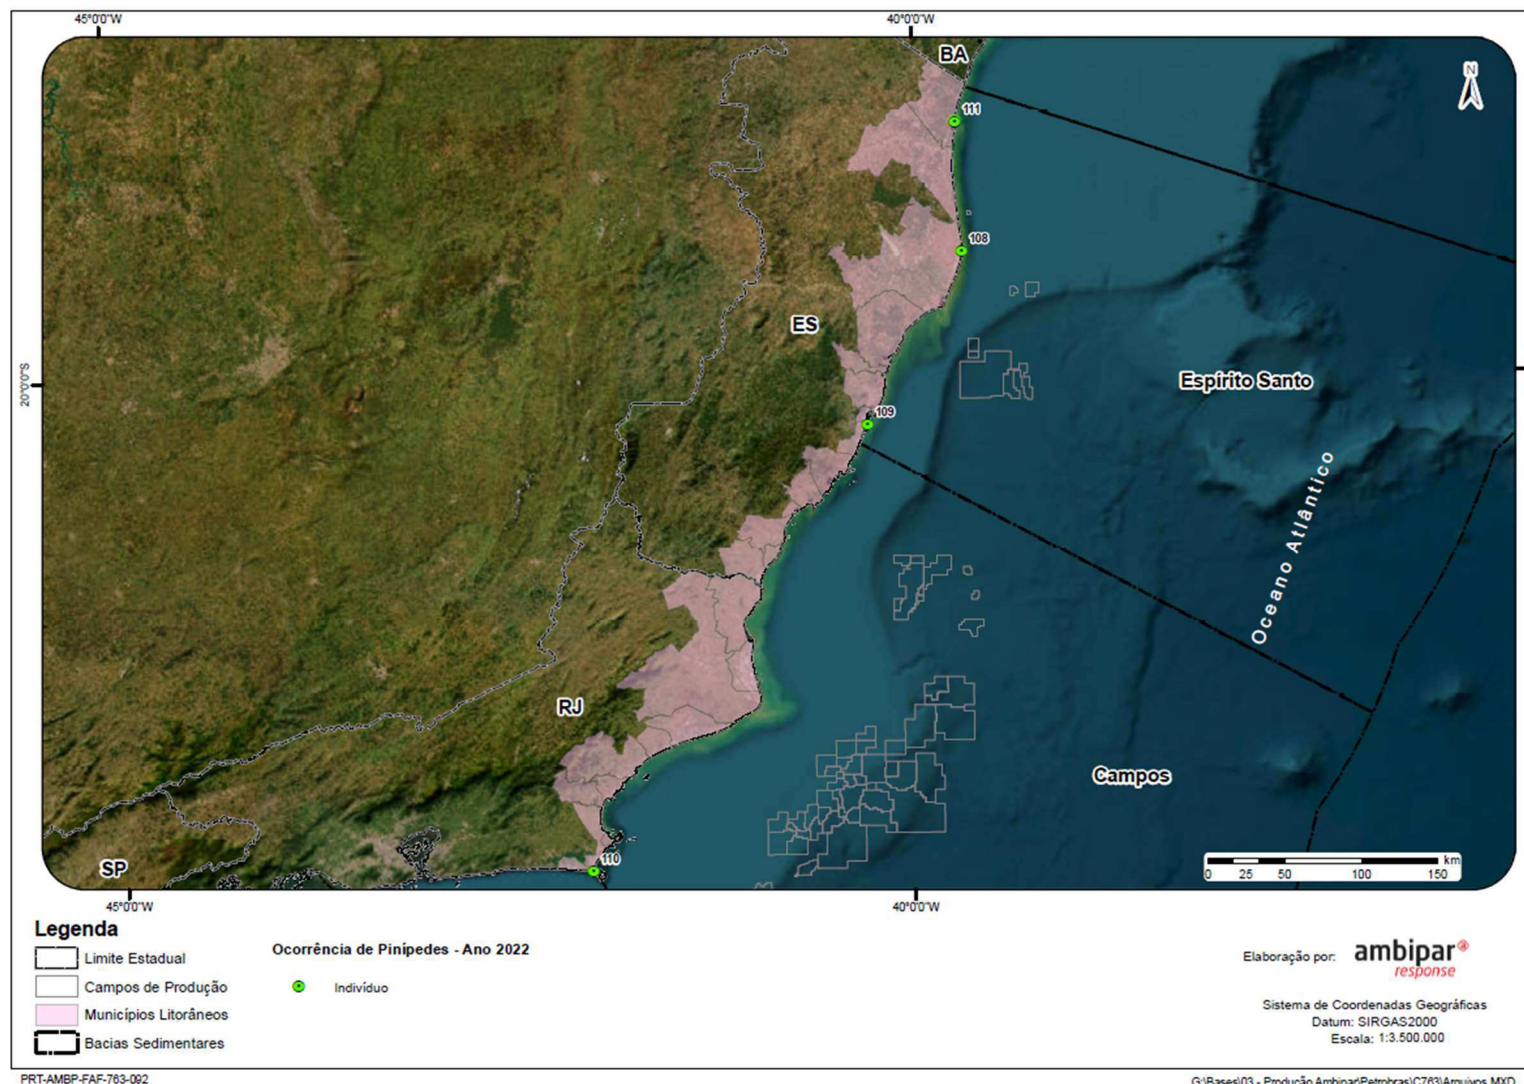 45°0'0"W
40°0'0"W
BA
N
111
108
ES
20°0'0"S
Espírito Santo
109
Oceano Atlântico
RJ
Campos
SP
110
km
0 25 50 100 150
45°0'0"W
40°0'0"W
Legenda
Limite Estadual
Campos de Produção
Municípios Litorâneos
Bacias Sedimentares
Ocorrência de Pinípedes - Ano 2022
Indivíduo
Elaboração por:
ambipar
response
Sistema de Coordenadas Geográficas
Datum: SIRGAS2000
Escala: 1:3.500.000
PRT-AMBP-FAF-763-092
G:\Bases\03 - Produção Ambipar\Petrobras\C763\Arquivos MXD